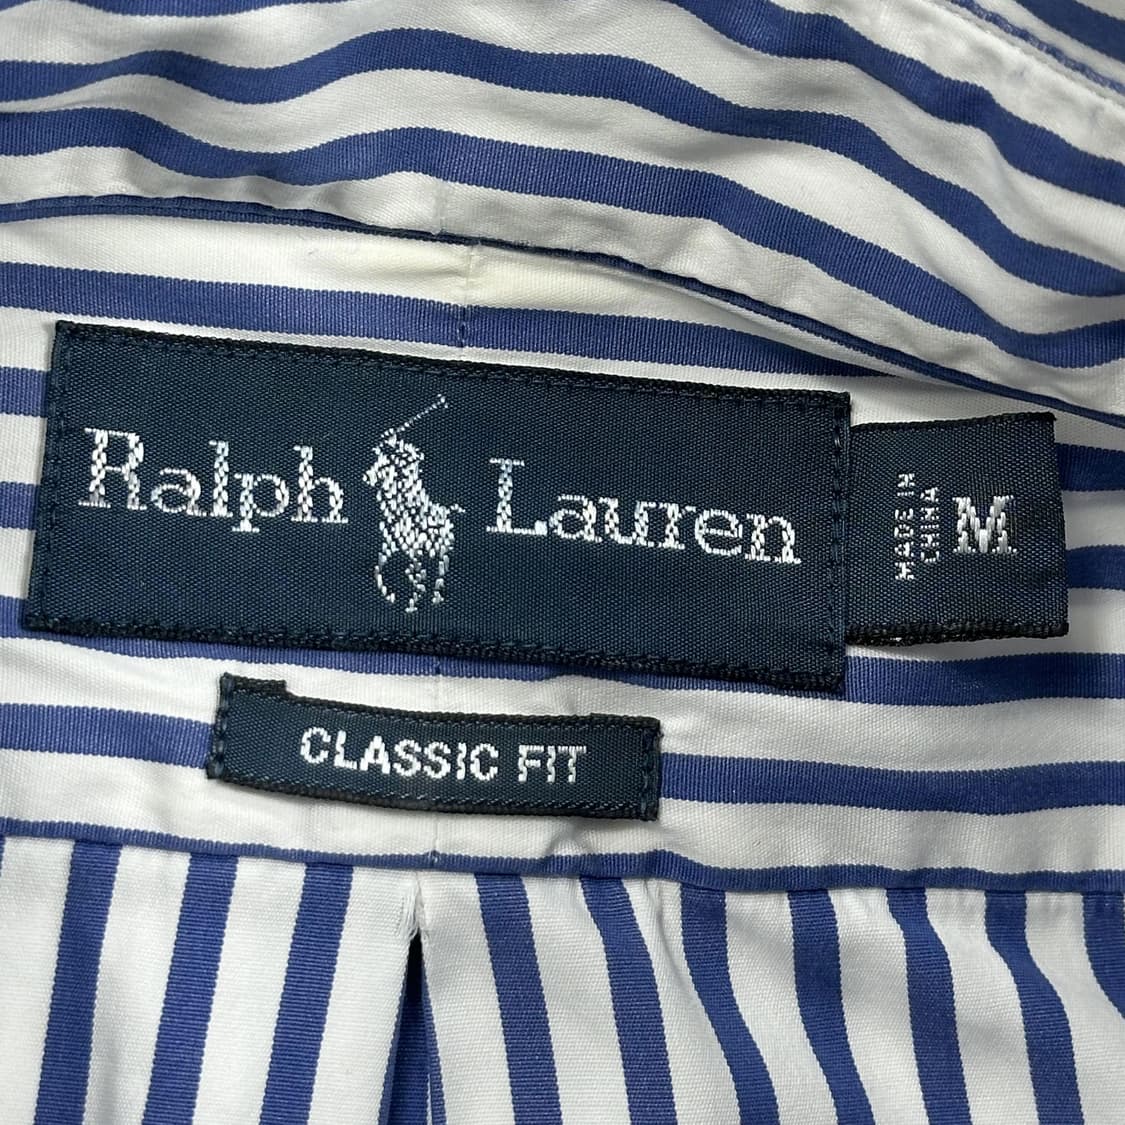 Ralph Lauren
MADE IN
CHINA
M
CLASSIC FIT